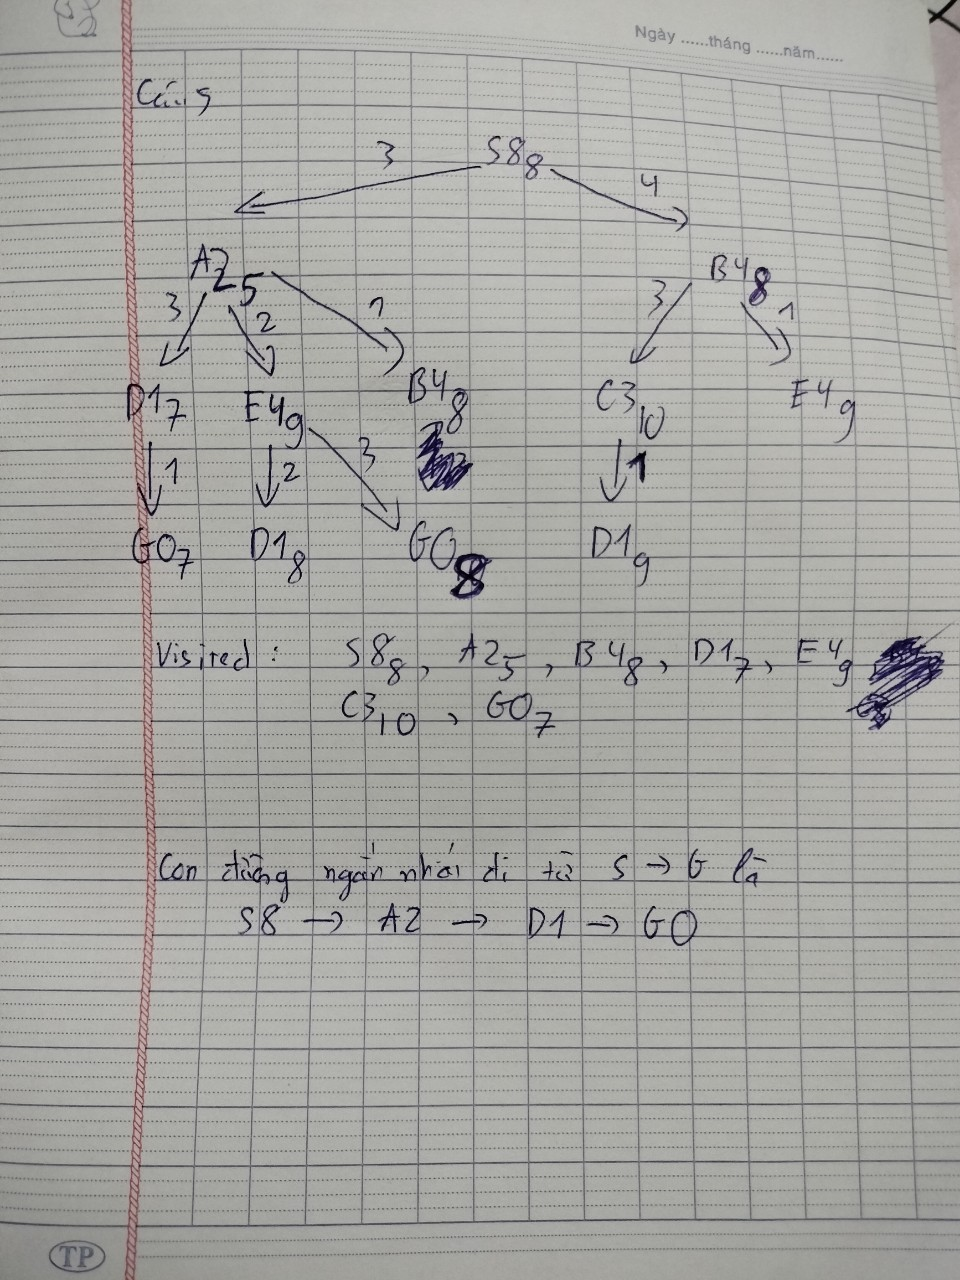 Ngày ......tháng ......năm......
Câu 5
S8 8
3
4
A2 5
B4 8
3
2
1
3
1
D1 7
E4 9
B4 8
C3 10
E4 9
1
2
3
1
G0 7
D1 8
G0 8
D1 9
Visited : S8 8, A2 5, B4 8, D1 7, E4 9
C3 10, G0 7
Con đường ngắn nhất đi từ S → G là
S8 → A2 → D1 → G0
TP